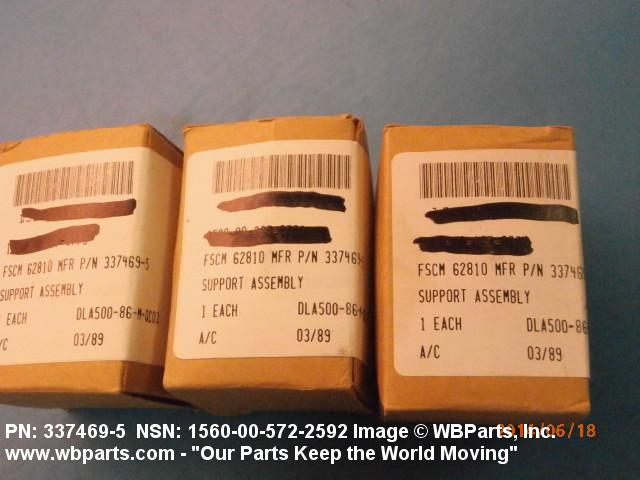 FSCM 62810 MFR P/N 337469-5
SUPPORT ASSEMBLY
EACH DLA500-86-M-QC03
A/C 03/89
FSCM 62810 MFR P/N 337469-
SUPPORT ASSEMBLY
1 EACH DLA500-86-
A/C 03/89
FSCM 62810 MFR P/N 33746
SUPPORT ASSEMBLY
1 EACH DLA500-86
A/C 03/89
PN: 337469-5 NSN: 1560-00-572-2592 Image © WBParts, Inc.
www.wbparts.com - "Our Parts Keep the World Moving"